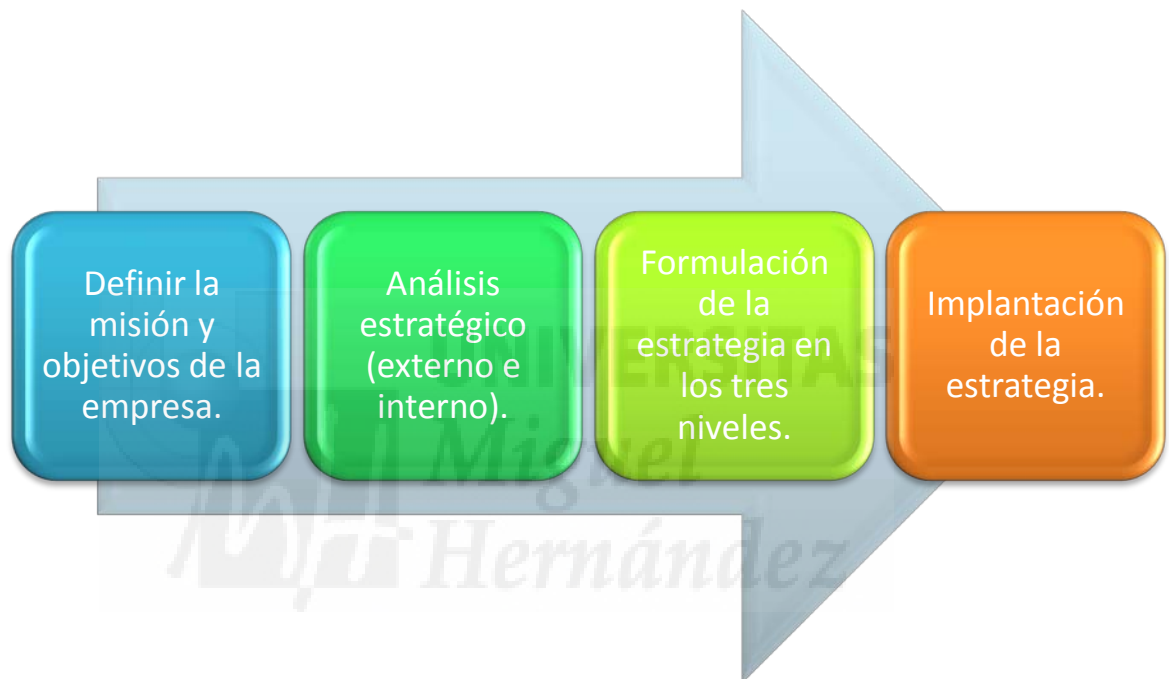 Definir la
misión y
objetivos de la
empresa.
Análisis
estratégico
(externo e
interno).
Formulación
de la
estrategia en
los tres
niveles.
Implantación
de la
estrategia.
UNIVERSITAS
Miguel
Hernández